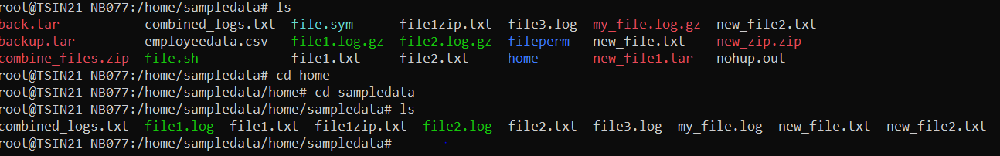 root@TSIN21-NB077:/home/sampledata# ls
back.tar combined_logs.txt file.sym file1zip.txt file3.log my_file.log.gz new_file2.txt
backup.tar employeedata.csv file1.log.gz file2.log.gz fileperm new_file.txt new_zip.zip
combine_files.zip file.sh file1.txt file2.txt home new_file1.tar nohup.out
root@TSIN21-NB077:/home/sampledata# cd home
root@TSIN21-NB077:/home/sampledata/home# cd sampledata
root@TSIN21-NB077:/home/sampledata/home/sampledata# ls
combined_logs.txt file1.log file1.txt file1zip.txt file2.log file2.txt file3.log my_file.log new_file.txt new_file2.txt
root@TSIN21-NB077:/home/sampledata/home/sampledata#